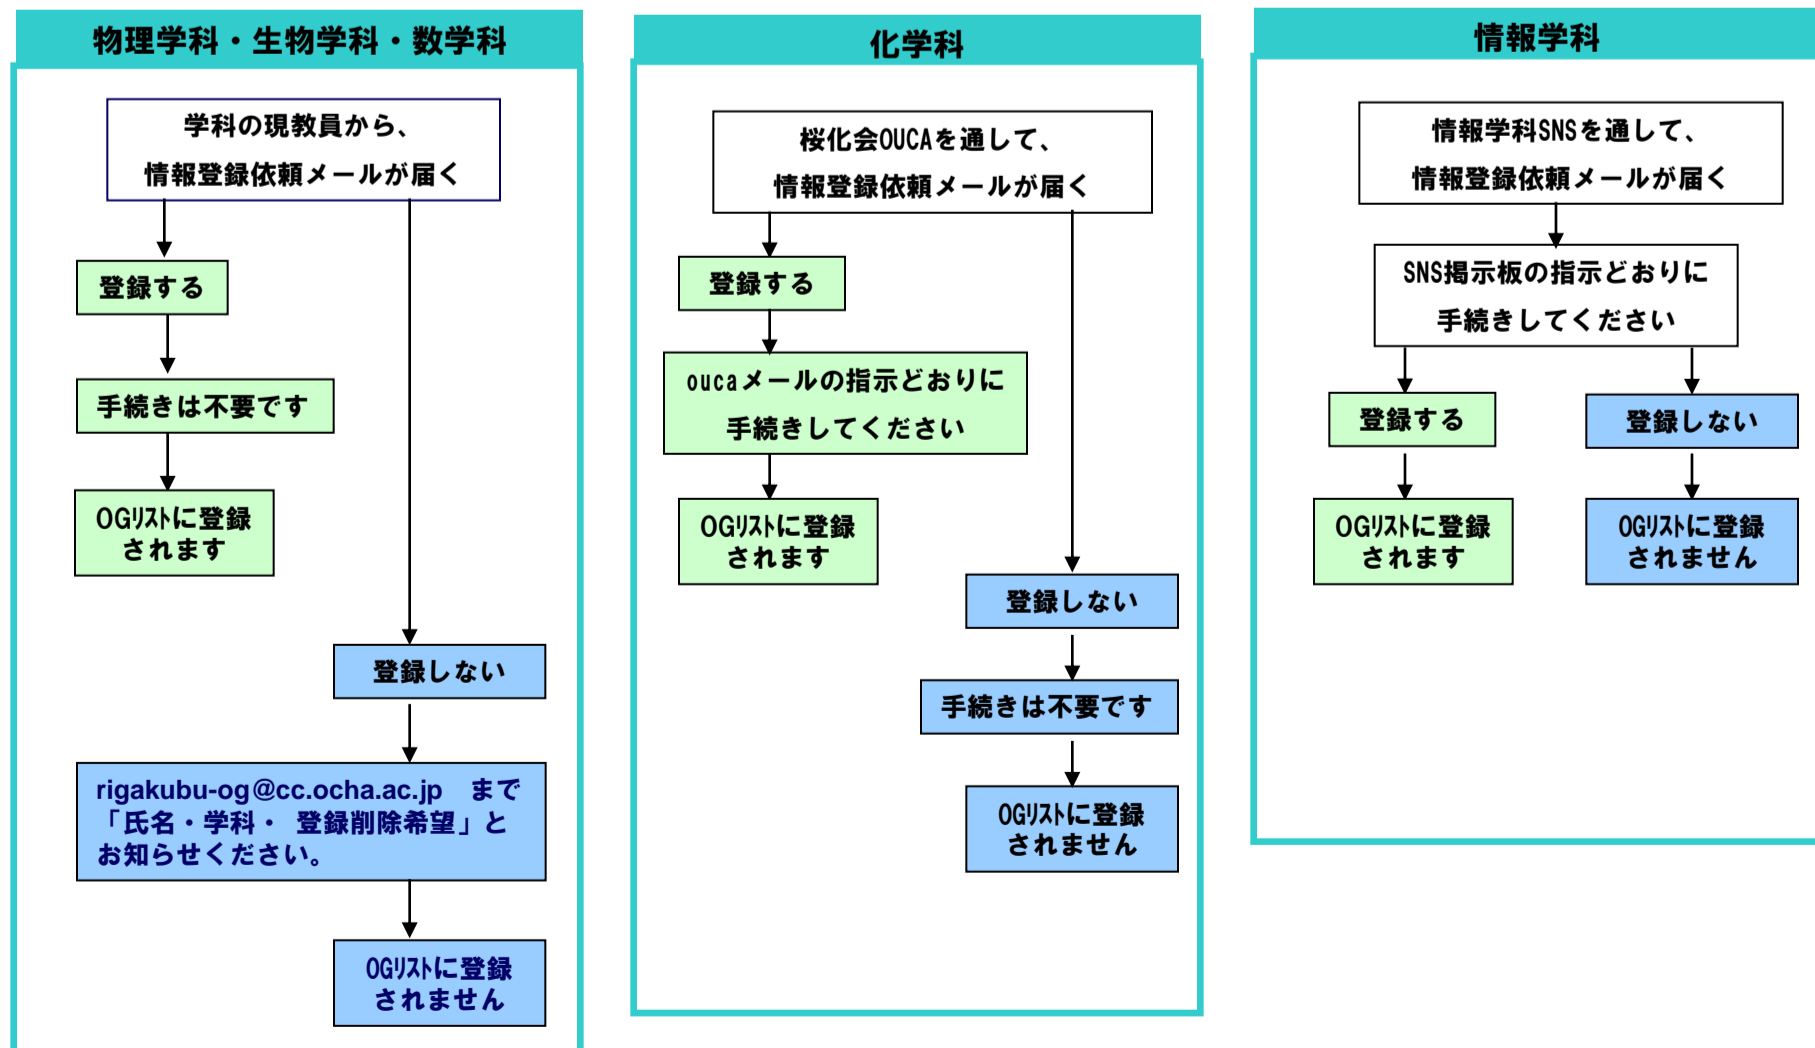 物理学科・生物学科・数学科
学科の現教員から、
情報登録依頼メールが届く
登録する
手続きは不要です
OGリストに登録
されます
登録しない
rigakubu-og@cc.ocha.ac.jp　まで
「氏名・学科・ 登録削除希望」と
お知らせください。
OGリストに登録
されません
化学科
桜化会OUCAを通して、
情報登録依頼メールが届く
登録する
oucaメールの指示どおりに
手続きしてください
OGリストに登録
されます
登録しない
手続きは不要です
OGリストに登録
されません
情報学科
情報学科SNSを通して、
情報登録依頼メールが届く
SNS掲示板の指示どおりに
手続きしてください
登録する
OGリストに登録
されます
登録しない
OGリストに登録
されません